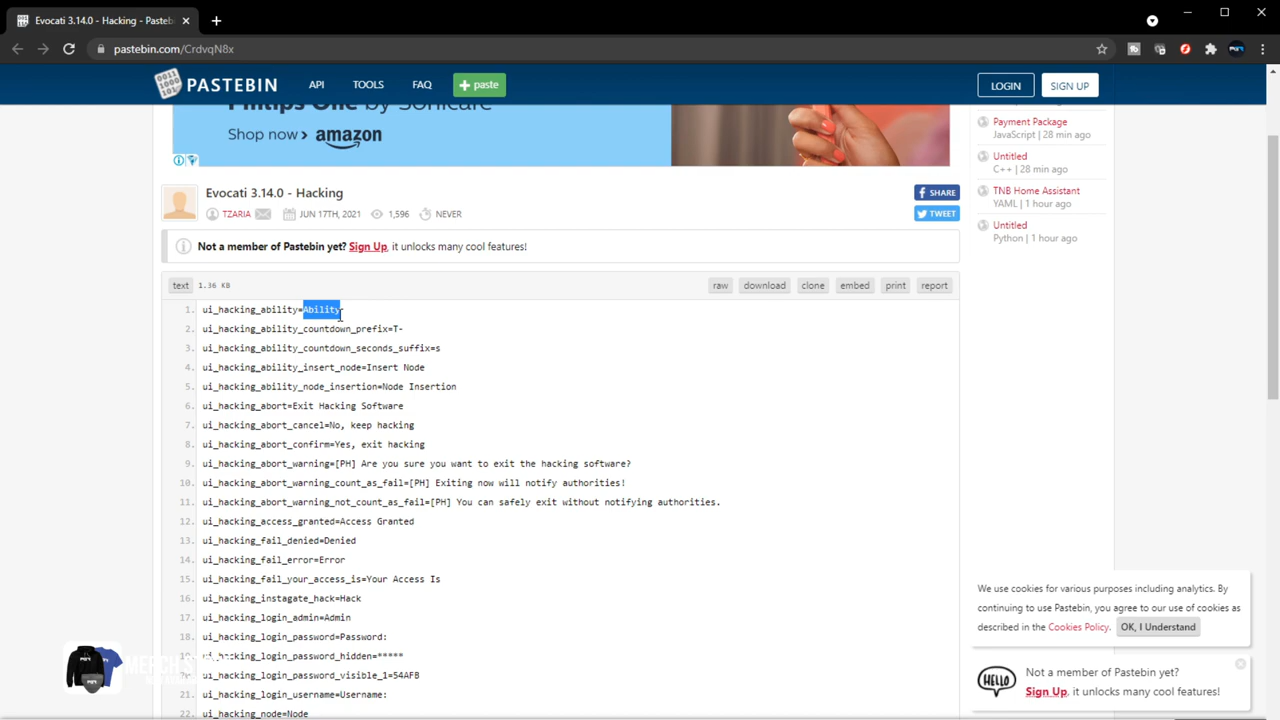 Evocati 3.14.0 - Hacking - Pasteb
pastebin.com/CrdvqN8x
PASTEBIN API TOOLS FAQ + paste LOGIN SIGN UP
Philips One by Sonicare
Shop now > amazon
Payment Package
JavaScript | 28 min ago
Untitled
C++ | 28 min ago
TNB Home Assistant
YAML | 1 hour ago
Untitled
Python | 1 hour ago
Evocati 3.14.0 - Hacking
TZARIA JUN 17TH, 2021 1,596 NEVER
SHARE
TWEET
Not a member of Pastebin yet? Sign Up, it unlocks many cool features!
text 1.36 KB raw download clone embed print report
1. ui_hacking_ability=Ability
2. ui_hacking_ability_countdown_prefix=T-
3. ui_hacking_ability_countdown_seconds_suffix=s
4. ui_hacking_ability_insert_node=Insert Node
5. ui_hacking_ability_node_insertion=Node Insertion
6. ui_hacking_abort=Exit Hacking Software
7. ui_hacking_abort_cancel=No, keep hacking
8. ui_hacking_abort_confirm=Yes, exit hacking
9. ui_hacking_abort_warning=[PH] Are you sure you want to exit the hacking software?
10. ui_hacking_abort_warning_count_as_fail=[PH] Exiting now will notify authorities!
11. ui_hacking_abort_warning_not_count_as_fail=[PH] You can safely exit without notifying authorities.
12. ui_hacking_access_granted=Access Granted
13. ui_hacking_fail_denied=Denied
14. ui_hacking_fail_error=Error
15. ui_hacking_fail_your_access_is=Your Access Is
16. ui_hacking_instagate_hack=Hack
17. ui_hacking_login_admin=Admin
18. ui_hacking_login_password=Password:
19. ui_hacking_login_password_hidden=*****
20. ui_hacking_login_password_visible_1=54AFB
21. ui_hacking_login_username=Username:
22. ui_hacking_node=Node
We use cookies for various purposes including analytics. By
continuing to use Pastebin, you agree to our use of cookies as
described in the Cookies Policy. OK, I Understand
HELLO
Not a member of Pastebin yet?
Sign Up, it unlocks many cool features!